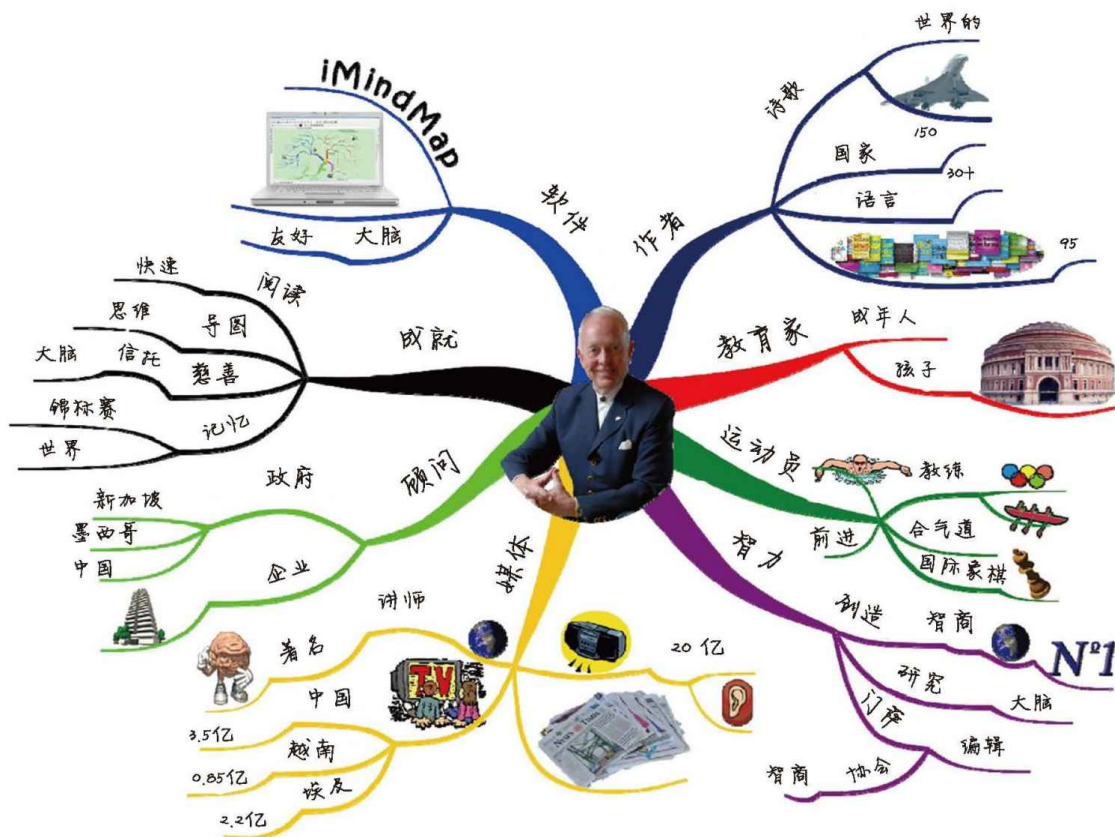 iMindMap
软件
友好 大脑
作者
诗歌
世界的
150
国家
30+
语言
95
教育家
成年人
孩子
运动员
教练
前进
合气道
国际象棋
智力
创造 智商
Nº1
研究
大脑
门萨
编辑
智商 协会
媒体
讲师
著名
中国
3.5亿
越南
0.85亿
埃及
2.2亿
TV
News
20亿
顾问
政府
新加坡
墨西哥
中国
企业
成就
快速
阅读
思维
导图
大脑 信托
慈善
锦标赛
记忆
世界